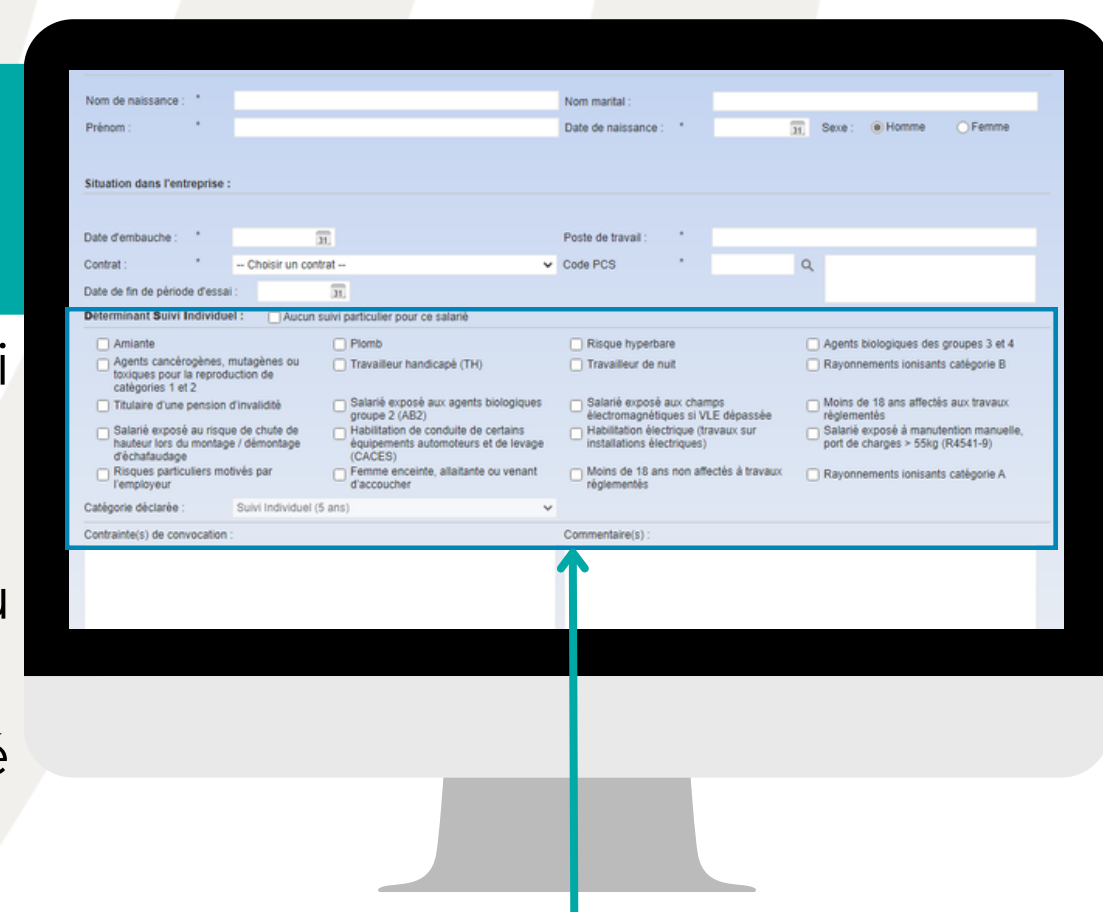 Nom de naissance : * Nom marital :
Prénom : * Date de naissance : * 31 Sexe : Homme Femme
Situation dans l'entreprise :
Date d'embauche : * 31 Poste de travail : *
Contrat : * -- Choisir un contrat -- Code PCS *
Date de fin de période d'essai : 31
Déterminant Suivi Individuel : Aucun suivi particulier pour ce salarié
Amiante Plomb Risque hyperbare Agents biologiques des groupes 3 et 4
Agents cancérogènes, mutagènes ou
toxiques pour la reproduction de
catégories 1 et 2
Travailleur handicapé (TH) Travailleur de nuit Rayonnements ionisants catégorie B
Titulaire d'une pension d'invalidité
Salarié exposé aux agents biologiques
groupe 2 (AB2)
Salarié exposé aux champs
électromagnétiques si VLE dépassée
Moins de 18 ans affectés aux travaux
réglementés
Salarié exposé au risque de chute de
hauteur lors du montage / démontage
d'échafaudage
Habilitation de conduite de certains
équipements automoteurs et de levage
(CACES)
Habilitation électrique (travaux sur
installations électriques)
Salarié exposé à manutention manuelle,
port de charges > 55kg (R4541-9)
Risques particuliers motivés par
l'employeur
Femme enceinte, allaitante ou venant
d'accoucher
Moins de 18 ans non affectés à travaux
réglementés
Rayonnements ionisants catégorie A
Catégorie déclarée : Suivi Individuel (5 ans)
Contrainte(s) de convocation : Commentaire(s) :